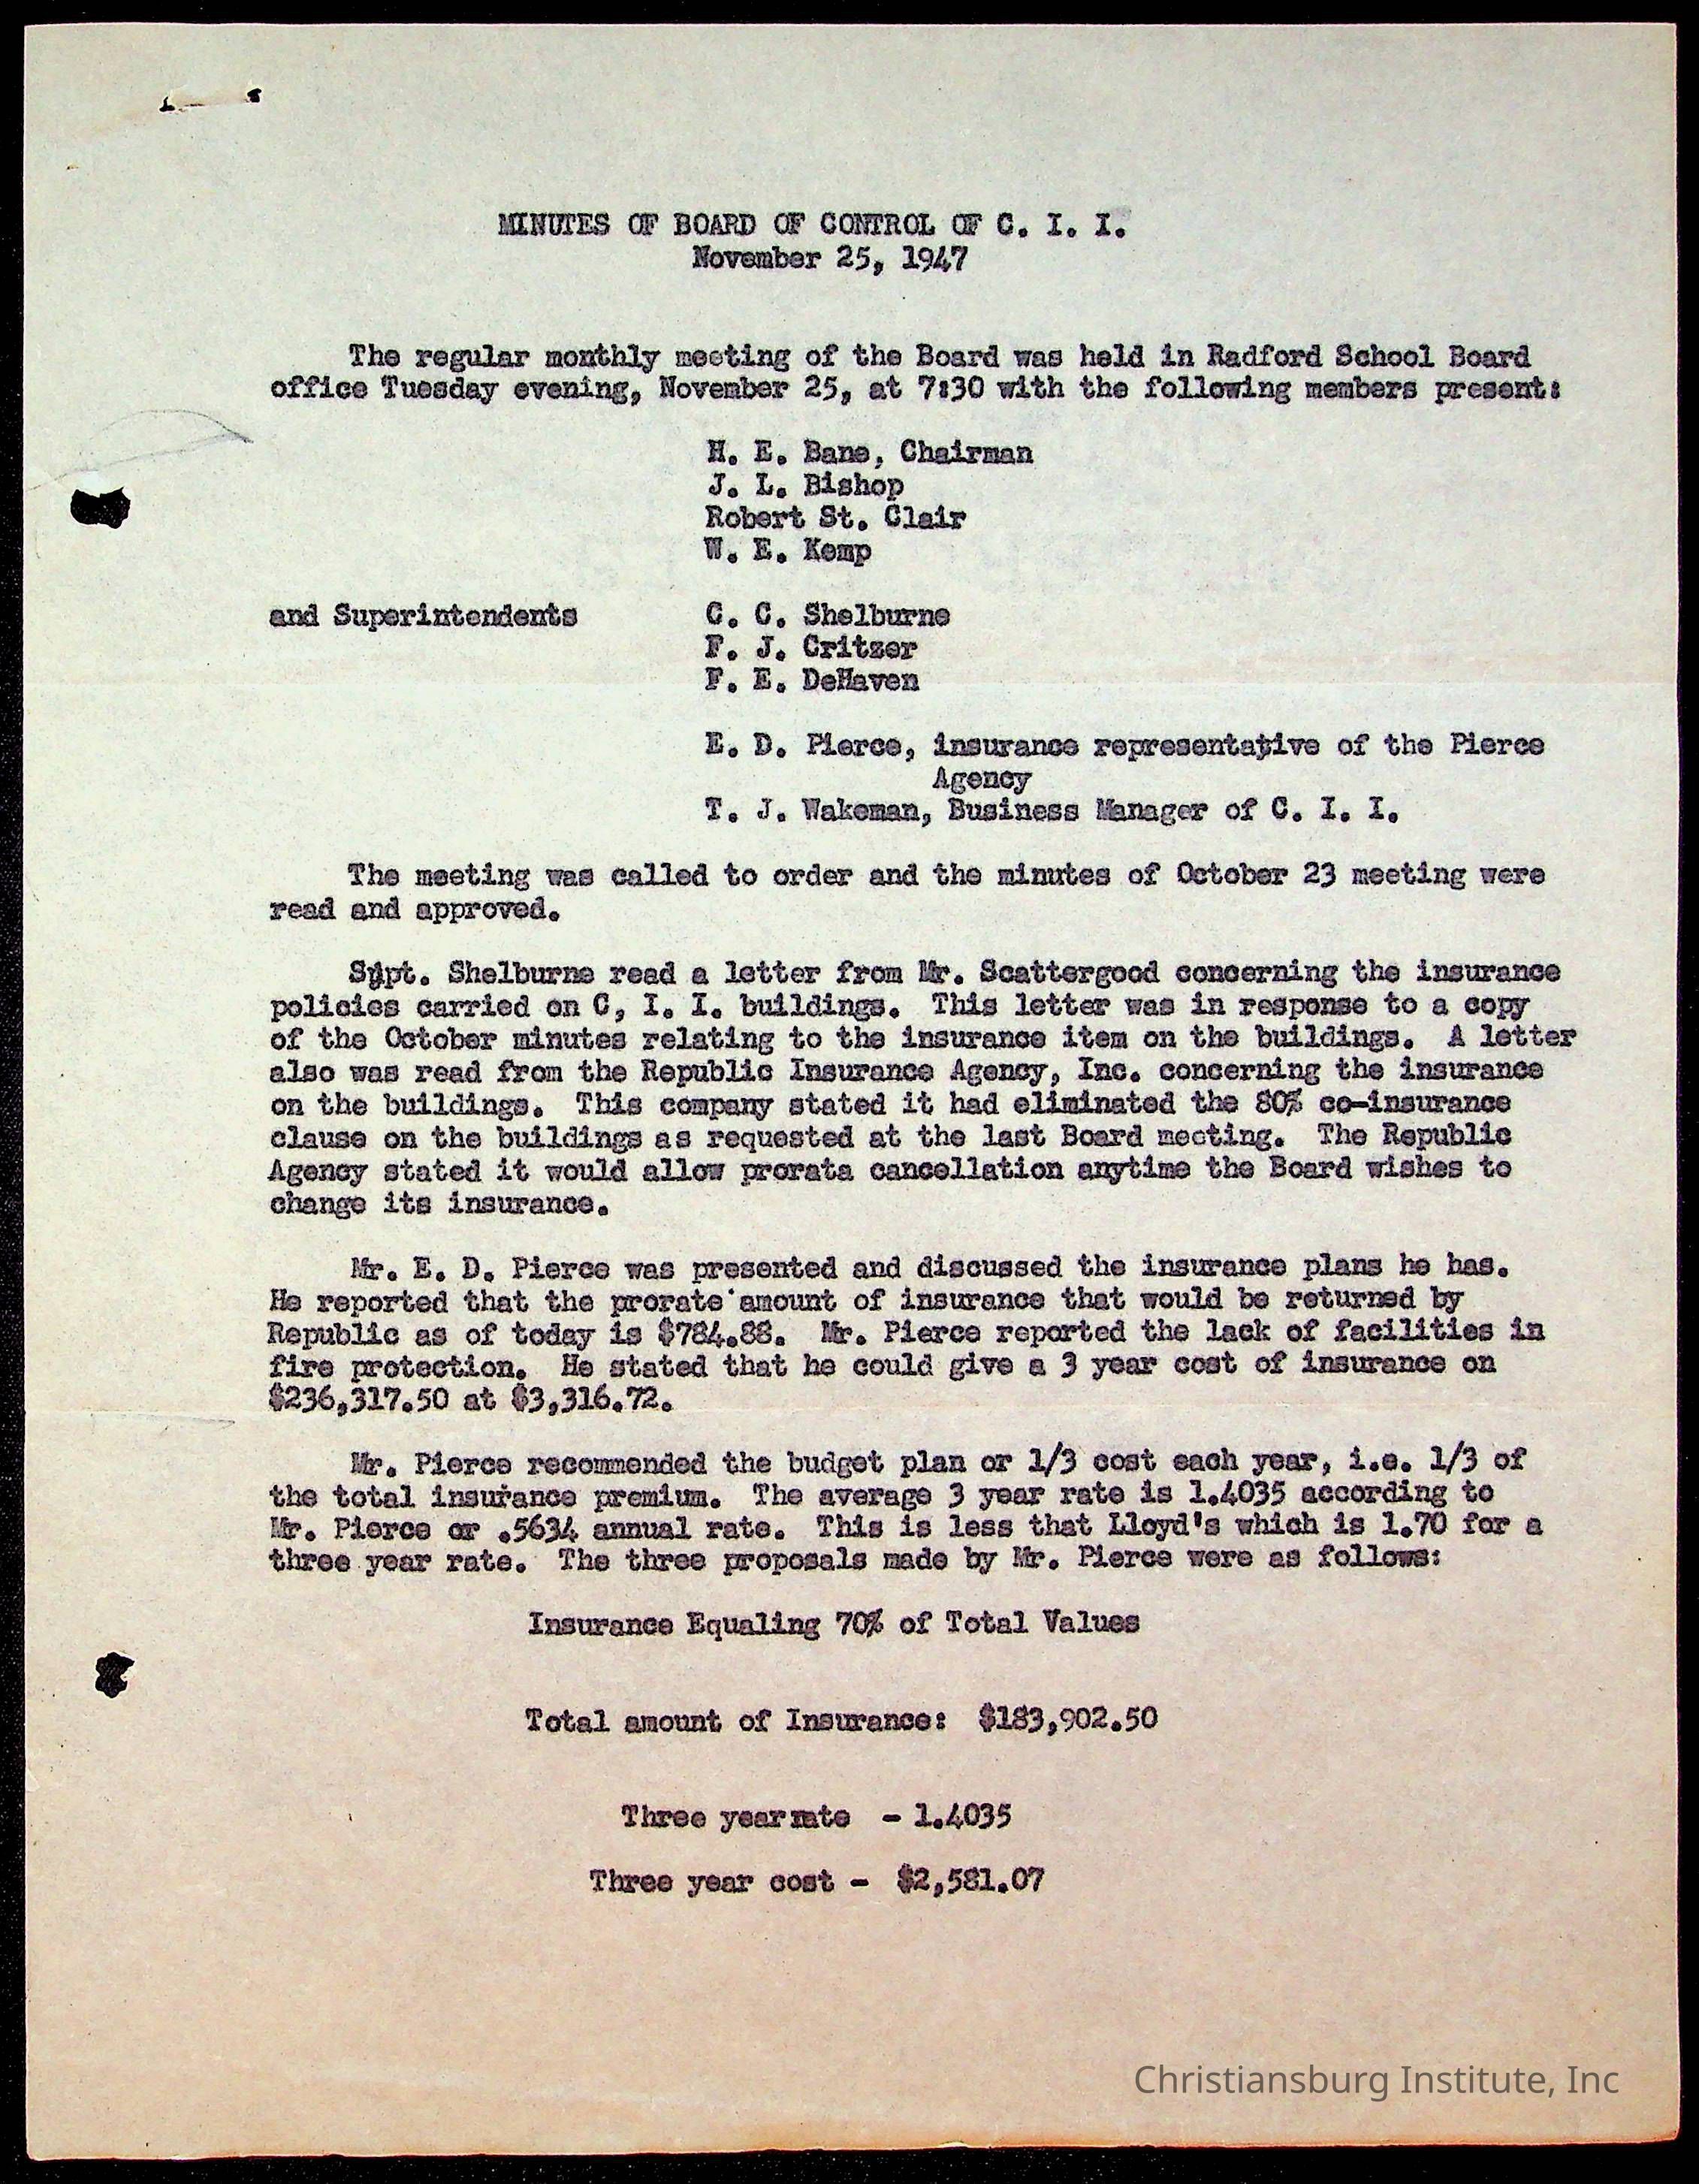 MINUTES OF BOARD OF CONTROL OF C. I. I.
November 25, 1947
The regular monthly meeting of the Board was held in Radford School Board
office Tuesday evening, November 25, at 7:30 with the following members present:
H. E. Bane, Chairman
J. L. Bishop
Robert St. Clair
W. E. Kemp
and Superintendents C. C. Shelburne
F. J. Critzer
F. E. DeHaven
E. D. Pierce, insurance representative of the Pierce
Agency
T. J. Wakeman, Business Manager of C. I. I.
The meeting was called to order and the minutes of October 23 meeting were
read and approved.
Supt. Shelburne read a letter from Mr. Scattergood concerning the insurance
policies carried on C, I. I. buildings. This letter was in response to a copy
of the October minutes relating to the insurance item on the buildings. A letter
also was read from the Republic Insurance Agency, Inc. concerning the insurance
on the buildings. This company stated it had eliminated the 80% co-insurance
clause on the buildings as requested at the last Board meeting. The Republic
Agency stated it would allow prorata cancellation anytime the Board wishes to
change its insurance.
Mr. E. D. Pierce was presented and discussed the insurance plans he has.
He reported that the prorate amount of insurance that would be returned by
Republic as of today is $784.88. Mr. Pierce reported the lack of facilities in
fire protection. He stated that he could give a 3 year cost of insurance on
$236,317.50 at $3,316.72.
Mr. Pierce recommended the budget plan or 1/3 cost each year, i.e. 1/3 of
the total insurance premium. The average 3 year rate is 1.4035 according to
Mr. Pierce or .5634 annual rate. This is less that Lloyd's which is 1.70 for a
three year rate. The three proposals made by Mr. Pierce were as follows:
Insurance Equaling 70% of Total Values
Total amount of Insurance: $183,902.50
Three year rate - 1.4035
Three year cost - $2,581.07
Christiansburg Institute, Inc